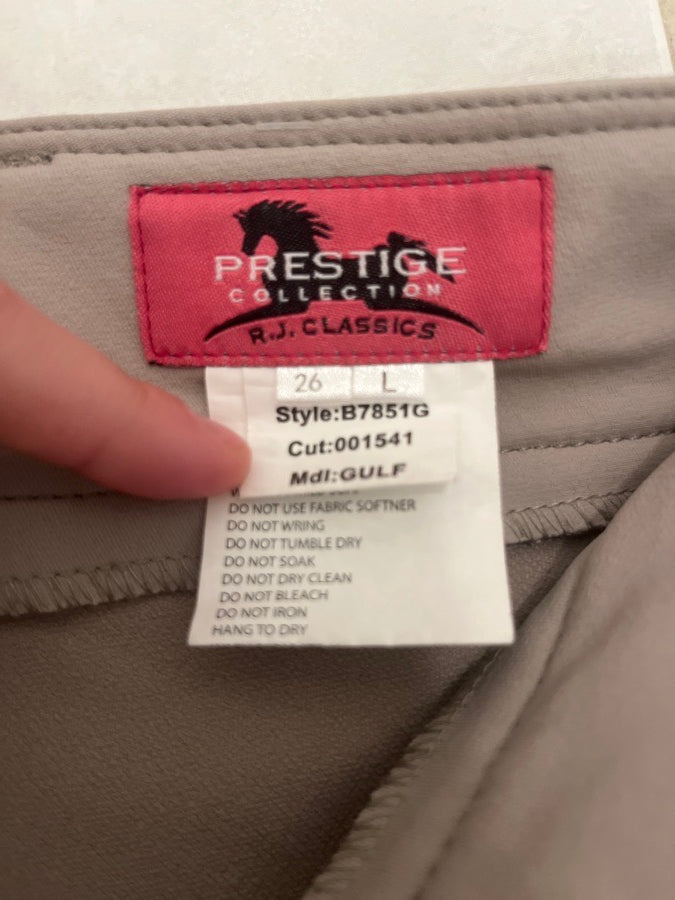 PRESTIGE
COLLECTION
R.J. CLASSICS
26 L
Style:B7851G
Cut:001541
Mdl:GULF
DO NOT USE FABRIC SOFTNER
DO NOT WRING
DO NOT TUMBLE DRY
DO NOT SOAK
DO NOT DRY CLEAN
DO NOT BLEACH
DO NOT IRON
HANG TO DRY